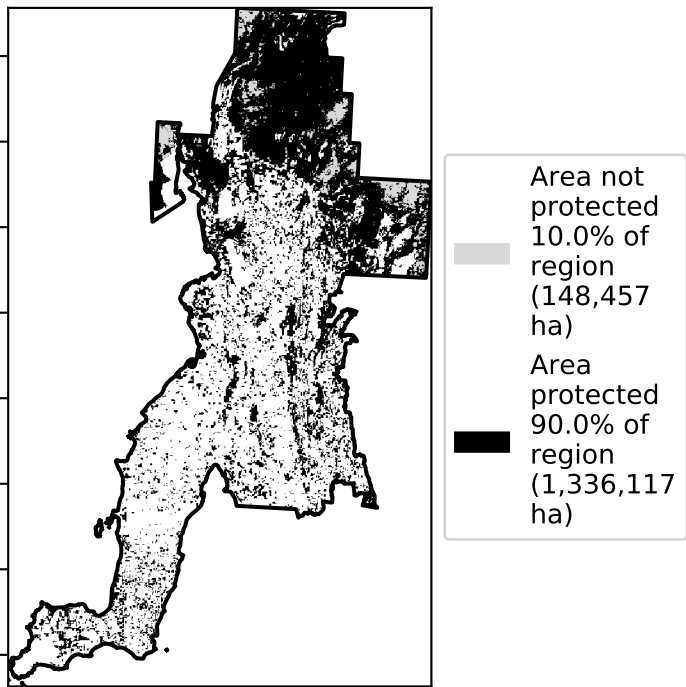 Area not
protected
10.0% of
region
(148,457
ha)
Area
protected
90.0% of
region
(1,336,117
ha)